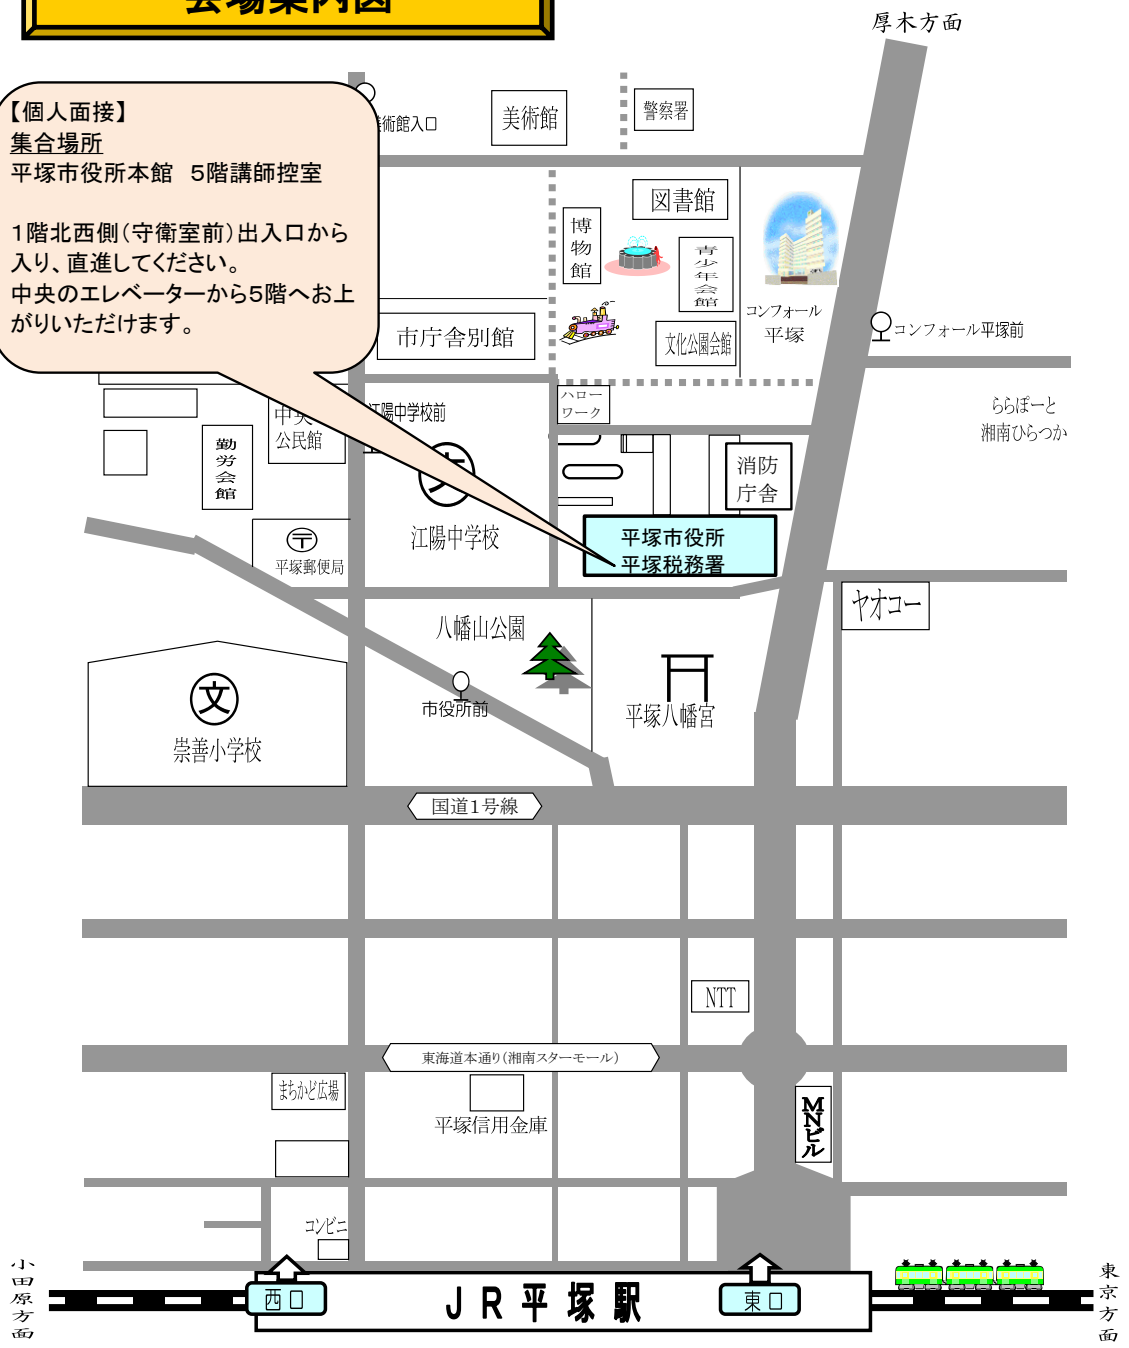 会場案内図
厚木方面
【個人面接】
集合場所
平塚市役所本館　5階講師控室
1階北西側（守衛室前）出入口から
入り、直進してください。
中央のエレベーターから5階へお上
がりいただけます。
美術館入口
美術館
警察署
図書館
博物館
青少年会館
文化公園会館
コンフォール
平塚
コンフォール平塚前
市庁舎別館
ハロー
ワーク
ららぽーと
湘南ひらつか
中央
公民館
江陽中学校前
勤労会館
文
江陽中学校
消防
庁舎
平塚市役所
平塚税務署
〒
平塚郵便局
ヤオコー
八幡山公園
市役所前
平塚八幡宮
文
崇善小学校
国道1号線
NTT
東海道本通り(湘南スターモール)
まちかど広場
平塚信用金庫
MNビル
コンビニ
小田原方面
西口
JR平塚駅
東口
東京方面